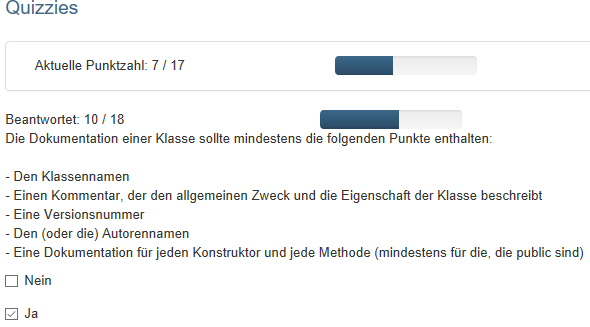 Quizzies
Aktuelle Punktzahl: 7 / 17
Beantwortet: 10 / 18
Die Dokumentation einer Klasse sollte mindestens die folgenden Punkte enthalten:
- Den Klassennamen
- Einen Kommentar, der den allgemeinen Zweck und die Eigenschaft der Klasse beschreibt
- Eine Versionsnummer
- Den (oder die) Autorennamen
- Eine Dokumentation für jeden Konstruktor und jede Methode (mindestens für die, die public sind)
Nein
Ja